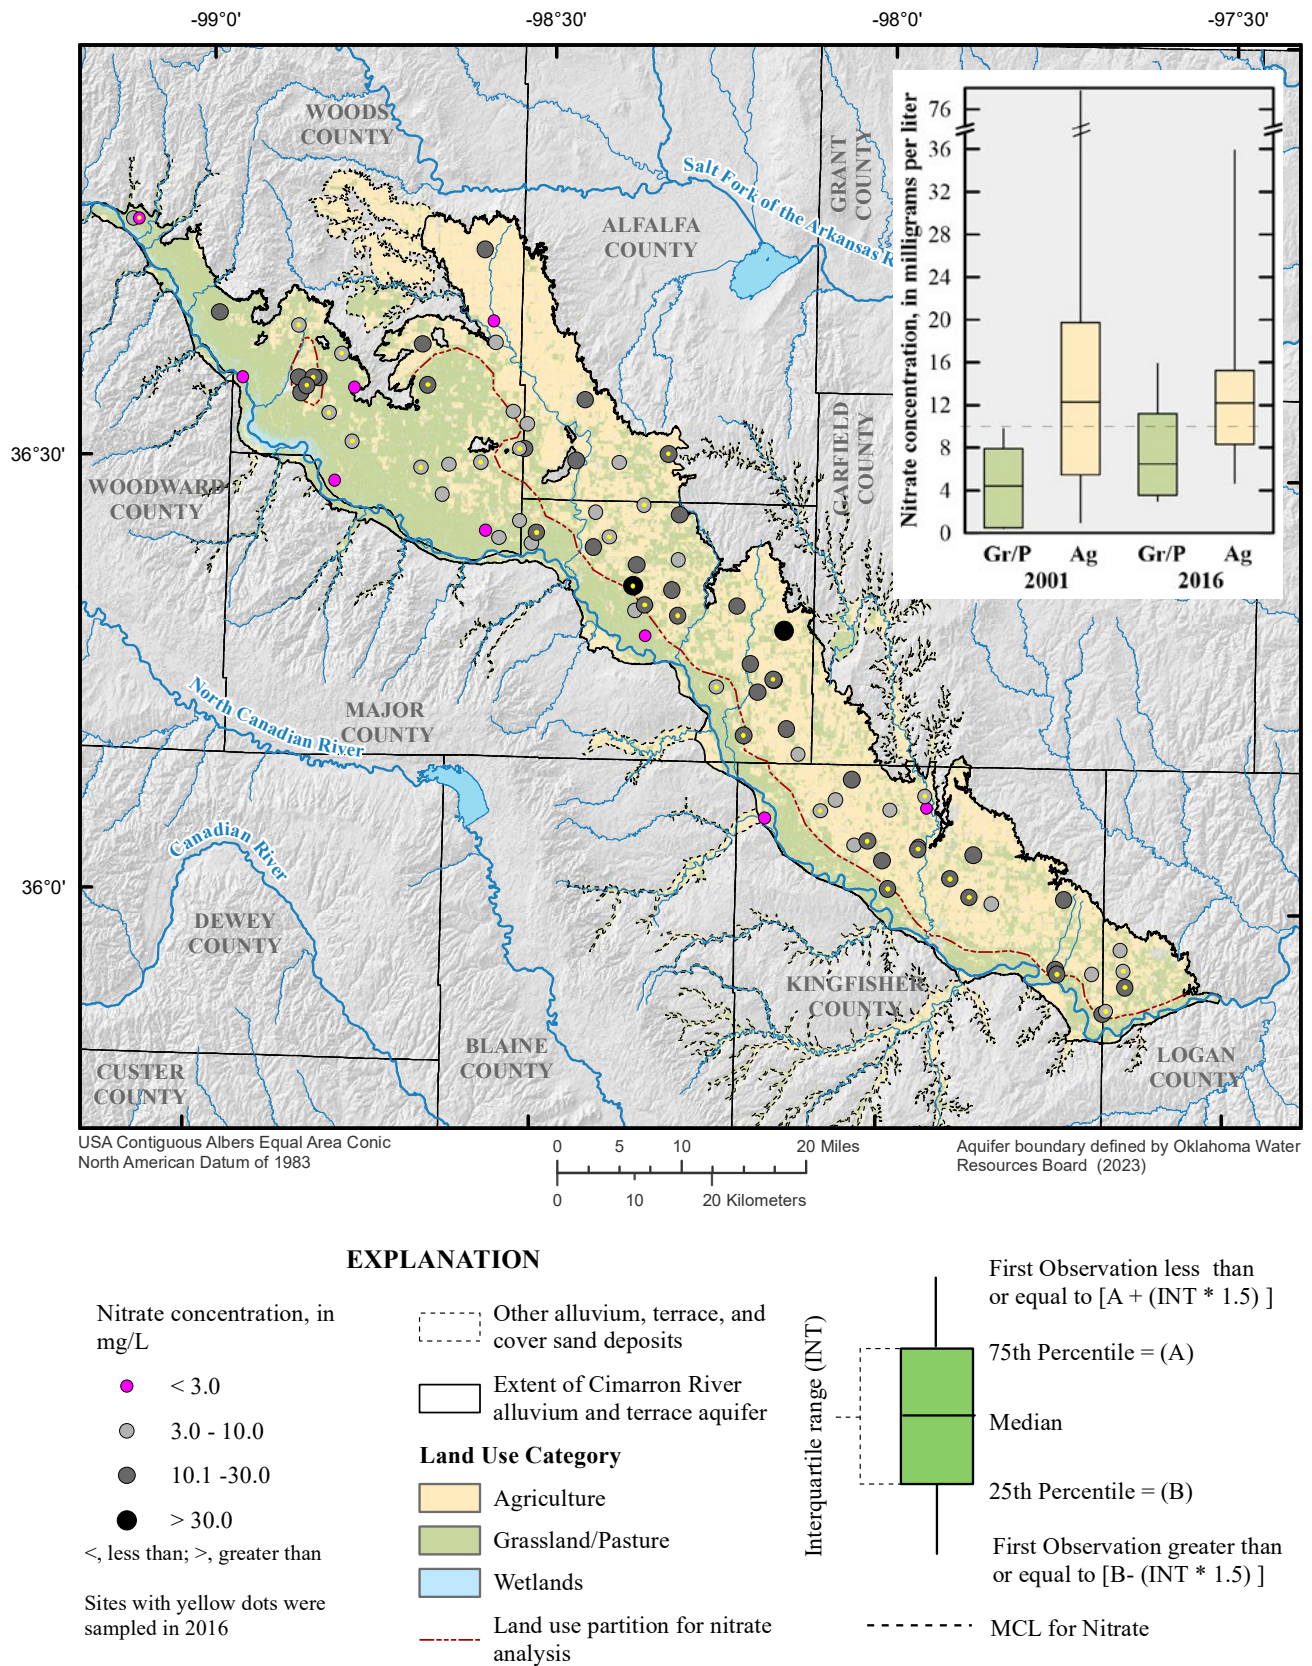 -99°0'
-98°30'
-98°0'
-97°30'
WOODS
COUNTY
Salt Fork of the Arkansas R
GRANT
COUNTY
ALFALFA
COUNTY
Nitrate concentration, in milligrams per liter
76
36
32
28
24
20
16
12
8
4
0
Gr/P
Ag
Gr/P
Ag
2001
2016
36°30'
WOODWARD
COUNTY
GARFIELD
COUNTY
North Canadian River
MAJOR
COUNTY
Canadian River
36°0'
DEWEY
COUNTY
KINGFISHER
COUNTY
BLAINE
COUNTY
LOGAN
COUNTY
CUSTER
COUNTY
USA Contiguous Albers Equal Area Conic
North American Datum of 1983
0 5 10 20 Miles
0 10 20 Kilometers
Aquifer boundary defined by Oklahoma Water
Resources Board (2023)
EXPLANATION
Nitrate concentration, in
mg/L
< 3.0
3.0 - 10.0
10.1 -30.0
> 30.0
<, less than; >, greater than
Sites with yellow dots were
sampled in 2016
Other alluvium, terrace, and
cover sand deposits
Extent of Cimarron River
alluvium and terrace aquifer
Land Use Category
Agriculture
Grassland/Pasture
Wetlands
Land use partition for nitrate
analysis
Interquartile range (INT)
First Observation less than
or equal to [A + (INT * 1.5) ]
75th Percentile = (A)
Median
25th Percentile = (B)
First Observation greater than
or equal to [B- (INT * 1.5) ]
MCL for Nitrate